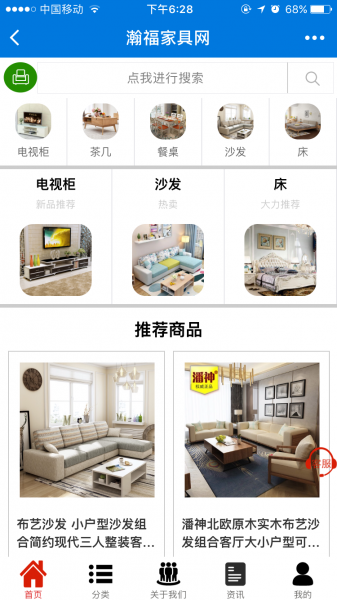 中国移动
下午6:28
68%
瀚福家具网
点我进行搜索
电视柜
茶几
餐桌
沙发
床
电视柜
沙发
床
新品推荐
热卖
大力推荐
推荐商品
潘神
布艺沙发 小户型沙发组
合简约现代三人整装客...
潘神北欧原木实木布艺沙
发组合客厅大小户型可...
客服
首页
分类
关于我们
资讯
我的